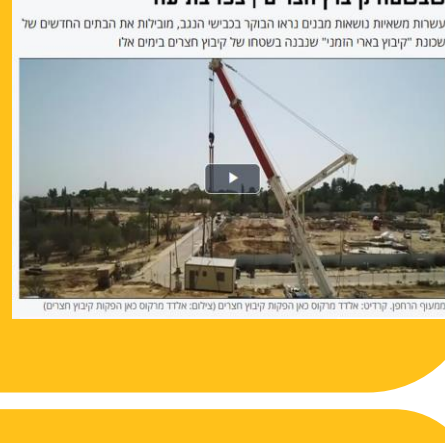 עשרות משאיות נושאות מבנים נראו הבוקר בכבישי הנגב, מובילות את הבתים החדשים של
שכונת "קיבוץ בארי הזמני" שנבנה בשטחו של קיבוץ חצרים בימים אלו
ממעוף הרחפן. קרדיט: אלדד מרקוס כאן הפקות קיבוץ חצרים (צילום: אלדד מרקוס כאן הפקות קיבוץ חצרים)